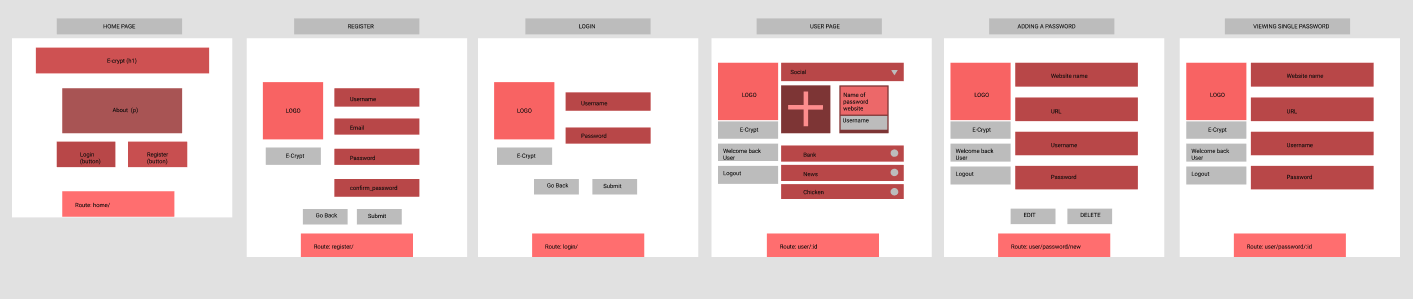 HOME PAGE
E-crypt (h1)
About (p)
Login
(button)
Register
(button)
Route: home/
REGISTER
LOGO
E-Crypt
Username
Email
Password
confirm_password
Go Back
Submit
Route: register/
LOGIN
LOGO
E-Crypt
Username
Password
Go Back
Submit
Route: login/
USER PAGE
LOGO
E-Crypt
Welcome back
User
Logout
Social
Name of
password
website
Username
Bank
News
Chicken
Route: user/:id
ADDING A PASSWORD
LOGO
E-Crypt
Welcome back
User
Logout
Website name
URL
Username
Password
EDIT
DELETE
Route: user/password/new
VIEWING SINGLE PASSWORD
LOGO
E-Crypt
Welcome back
User
Logout
Website name
URL
Username
Password
Route: user/password/:id